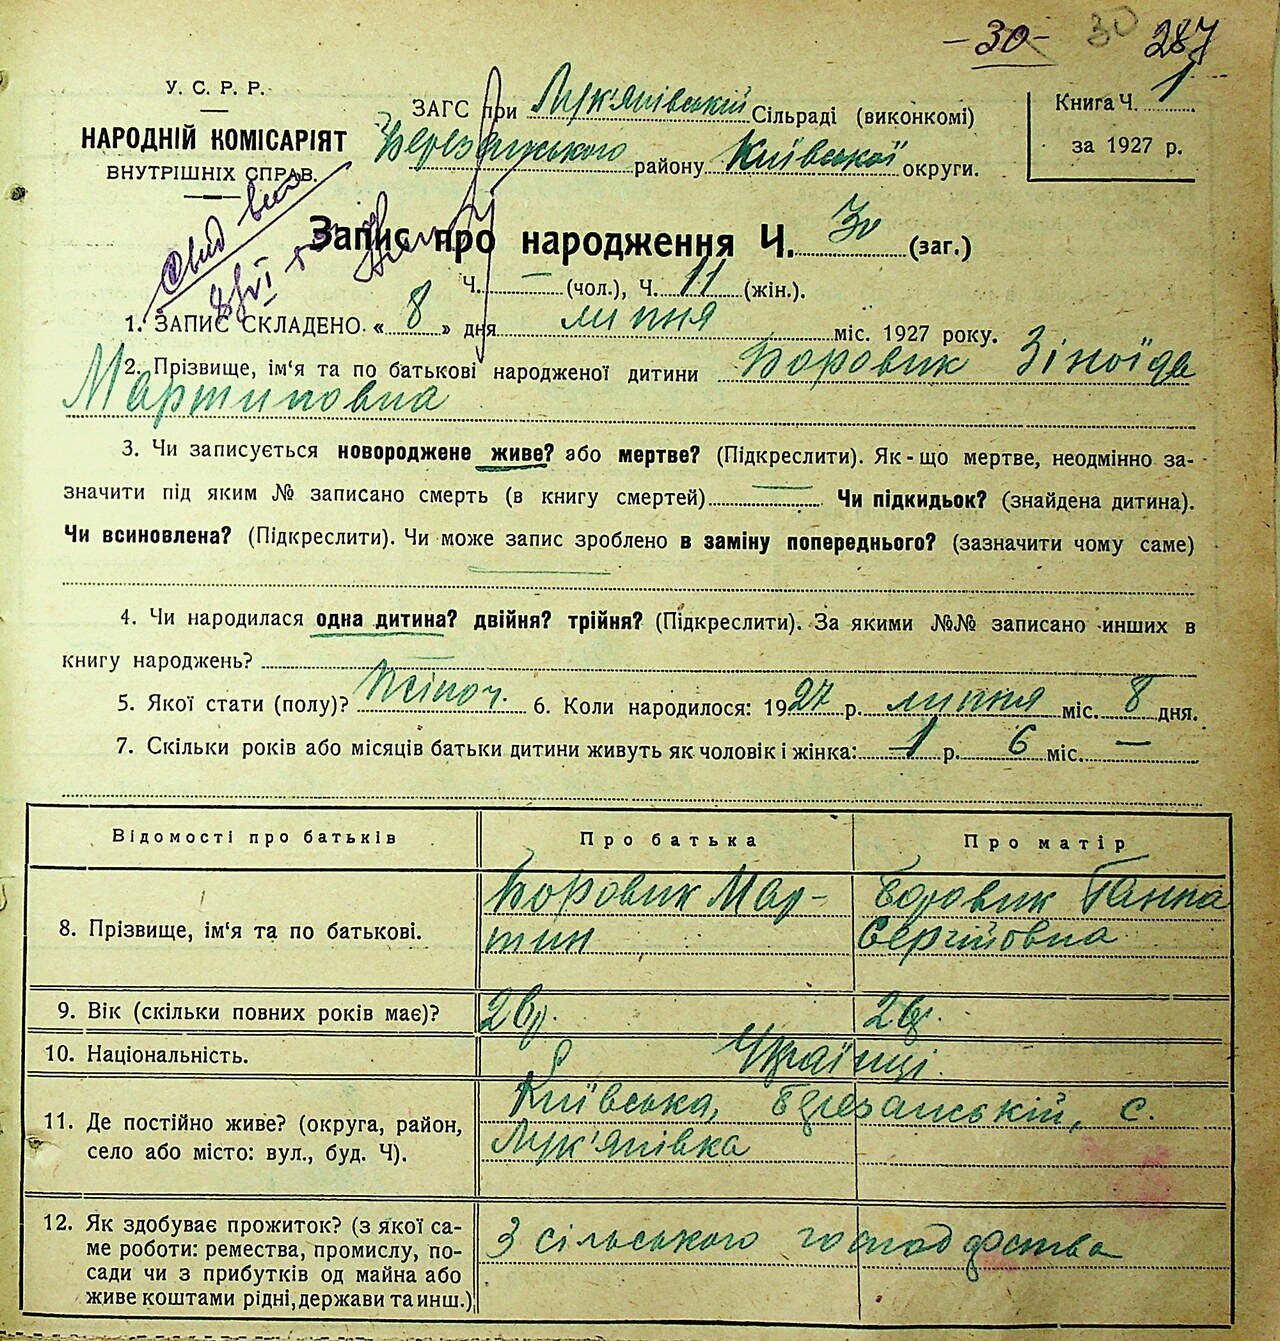 -30- 30 287
У. С. Р. Р.
НАРОДНІЙ КОМІСАРІЯТ
ВНУТРІШНІХ СПРАВ.
ЗАГС при Лук'янівській Сільраді (виконкомі)
Березанського району Київської округи.
Книга Ч. 1
за 1927 р.
Запис про народження Ч. 30 (заг.)
Ч. — (чол.), Ч. 11 (жін.).
1. ЗАПИС СКЛАДЕНО «8» дня липня міс. 1927 року.
2. Прізвище, ім'я та по батькові народженої дитини Боровик Зіноїда
Мартиновна
3. Чи записується новороджене живе? або мертве? (Підкреслити). Як-що мертве, неодмінно за-
значити під яким № записано смерть (в книгу смертей) — Чи підкидьок? (знайдена дитина).
Чи всиновлена? (Підкреслити). Чи може запис зроблено в заміну попереднього? (зазначити чому саме)
4. Чи народилася одна дитина? двійня? трійня? (Підкреслити). За якими №№ записано инших в
книгу народжень? —
5. Якої стати (полу)? жіноч. 6. Коли народилося: 1927 р. липня міс. 8 дня.
7. Скільки років або місяців батьки дитини живуть як чоловік і жінка: 1 р. 6 міс. —
Відомості про батьків Про батька Про матір
8. Прізвище, ім'я та по батькові. Боровик Мар-
тин Боровик Ганна
Сергійовна
9. Вік (скільки повних років має)? 26р. 26р.
10. Національність. Українці.
11. Де постійно живе? (округа, район,
село або місто: вул., буд. Ч). Київська, Березанській, с.
Лук'янівка
12. Як здобуває прожиток? (з якої са-
ме роботи: ремества, промислу, по-
сади чи з прибутків од майна або
живе коштами рідні, держави та инш.) З сільського господарства